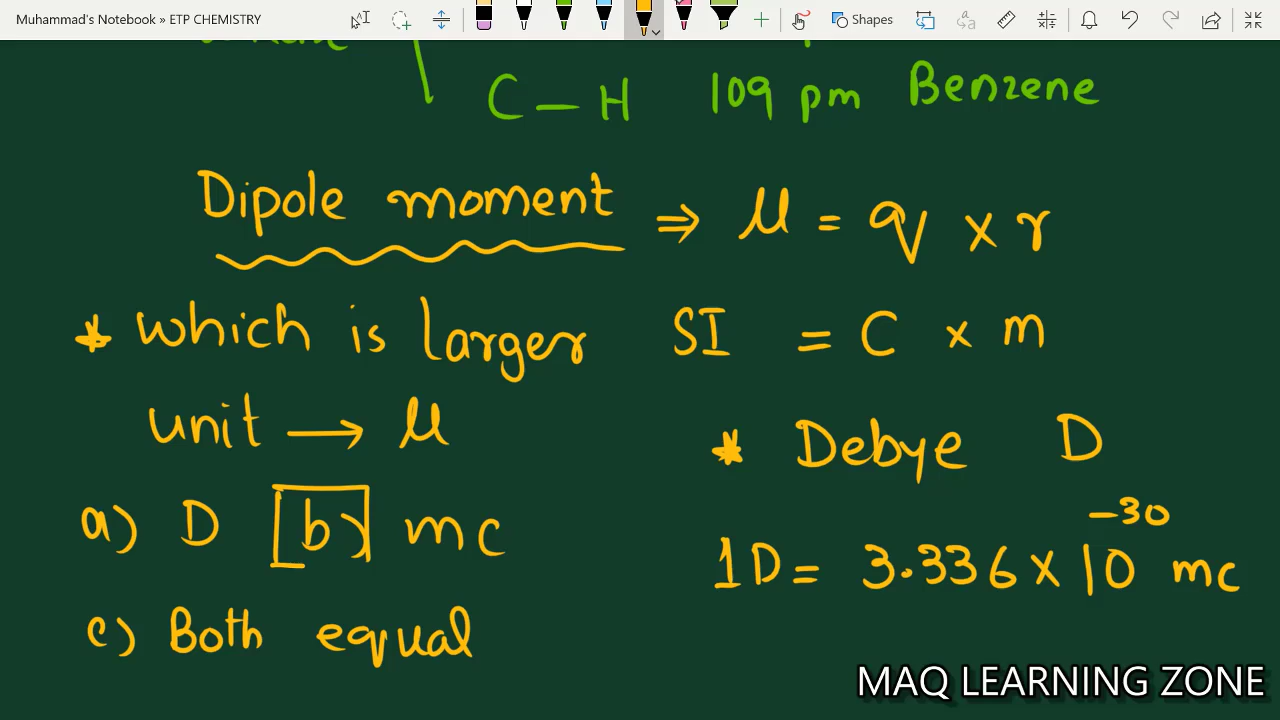 Muhammad's Notebook » ETP CHEMISTRY
Shapes
C — H 109 pm Benzene
Dipole moment ⇒ μ = q × r
* which is larger
unit → μ
a) D b) mc
c) Both equal
SI = C × m
* Debye D
1D = 3.336 × 10⁻³⁰ mc
MAQ LEARNING ZONE